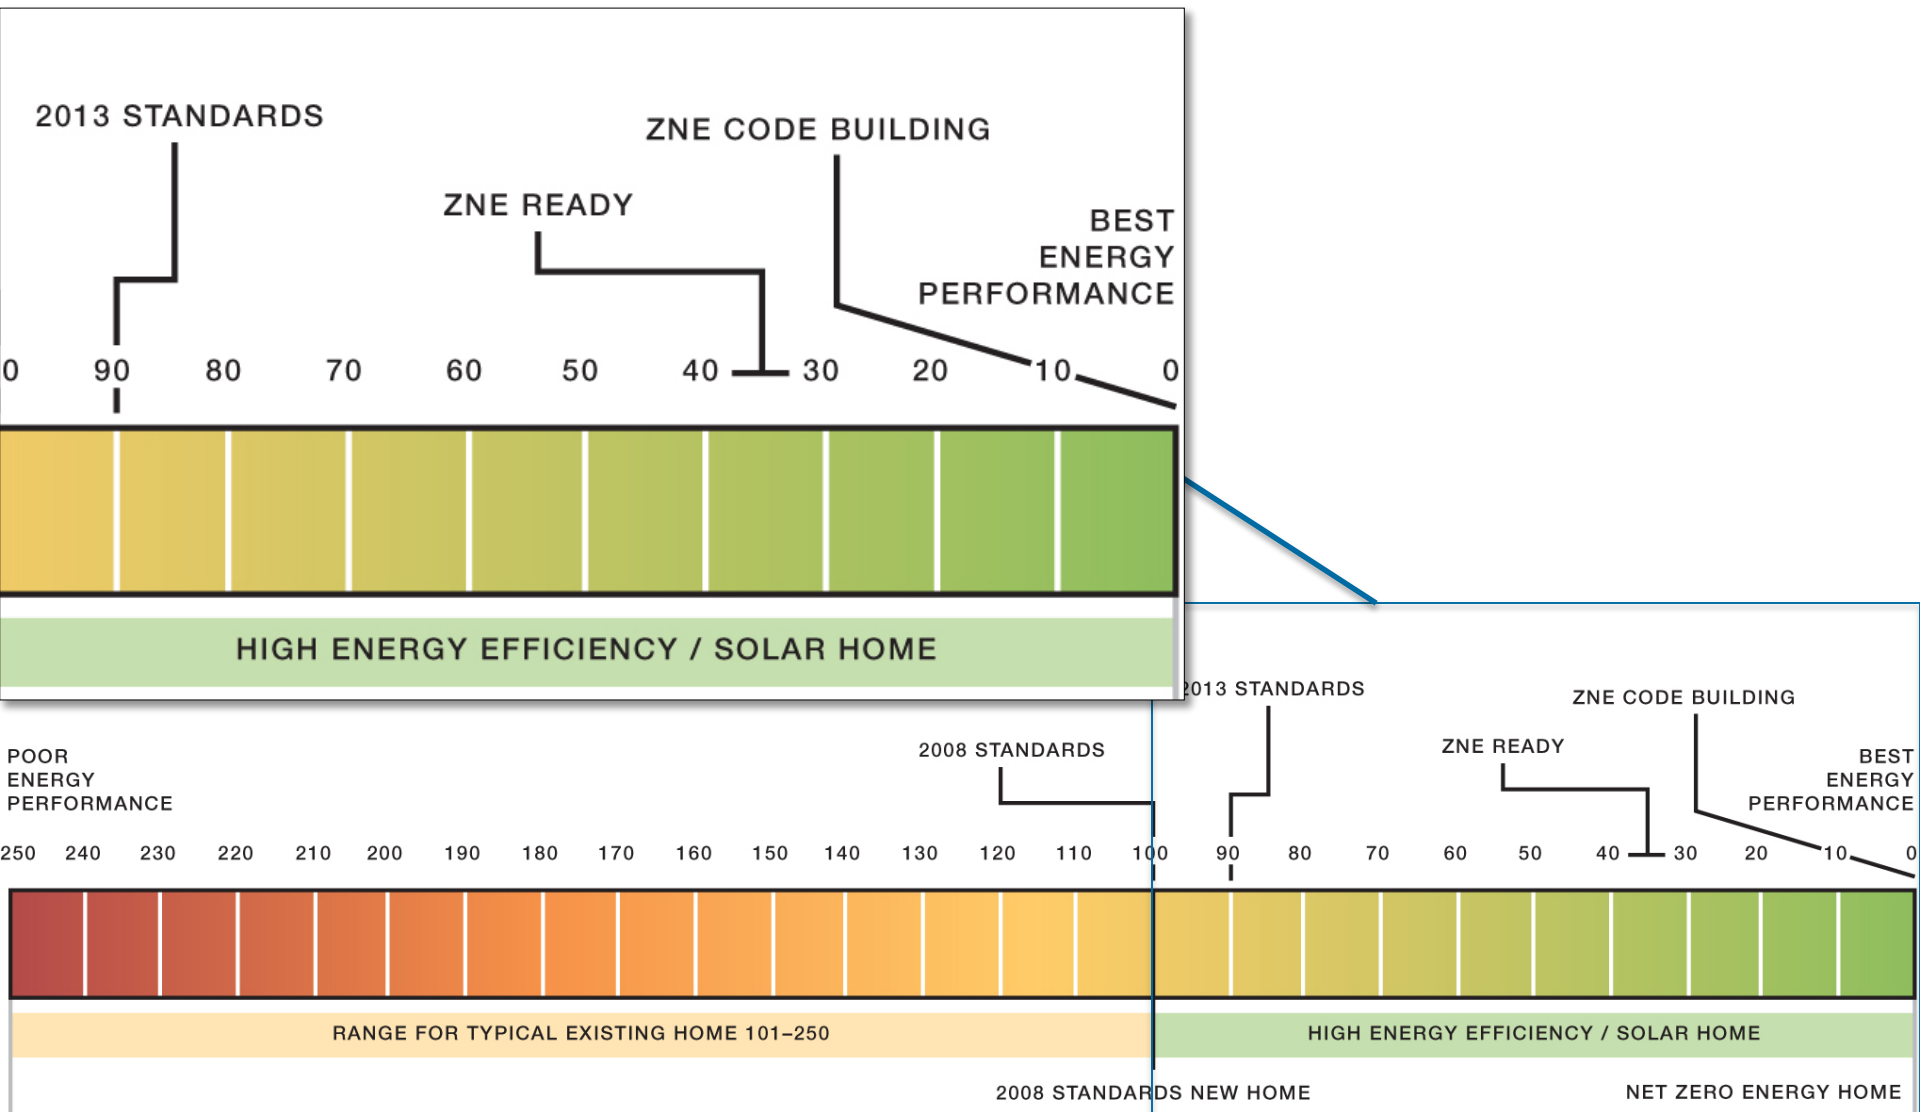 2013 STANDARDS
ZNE CODE BUILDING
ZNE READY
BEST
ENERGY
PERFORMANCE
0 90 80 70 60 50 40 30 20 10 0
HIGH ENERGY EFFICIENCY / SOLAR HOME
2013 STANDARDS
ZNE CODE BUILDING
2008 STANDARDS
ZNE READY
POOR
ENERGY
PERFORMANCE
BEST
ENERGY
PERFORMANCE
250 240 230 220 210 200 190 180 170 160 150 140 130 120 110 100 90 80 70 60 50 40 30 20 10 0
RANGE FOR TYPICAL EXISTING HOME 101–250
HIGH ENERGY EFFICIENCY / SOLAR HOME
2008 STANDARDS NEW HOME
NET ZERO ENERGY HOME